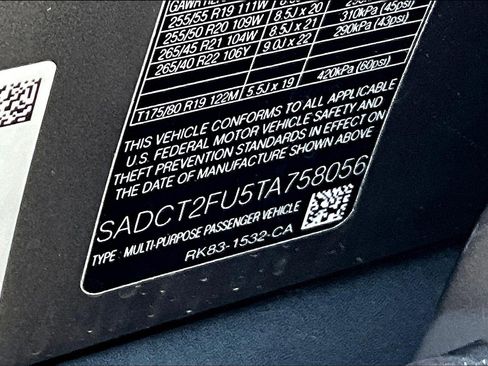 255/55 R19 111W 8.5J x 20
255/50 R20 109W 8.5J x 21 310kPa (45psi)
265/45 R21 104W 9.0J x 22 290kPa (43psi)
265/40 R22 106Y
T175/80 R19 122M 5.5J x 19 420kPa (60psi)
THIS VEHICLE CONFORMS TO ALL APPLICABLE
U.S. FEDERAL MOTOR VEHICLE SAFETY AND
THEFT PREVENTION STANDARDS IN EFFECT ON
THE DATE OF MANUFACTURE SHOWN ABOVE
SADCT2FU5TA758056
TYPE : MULTI-PURPOSE PASSENGER VEHICLE
RK83-1532-CA